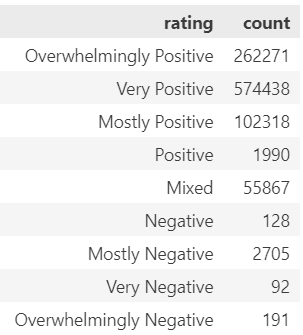 rating count
Overwhelmingly Positive 262271
Very Positive 574438
Mostly Positive 102318
Positive 1990
Mixed 55867
Negative 128
Mostly Negative 2705
Very Negative 92
Overwhelmingly Negative 191